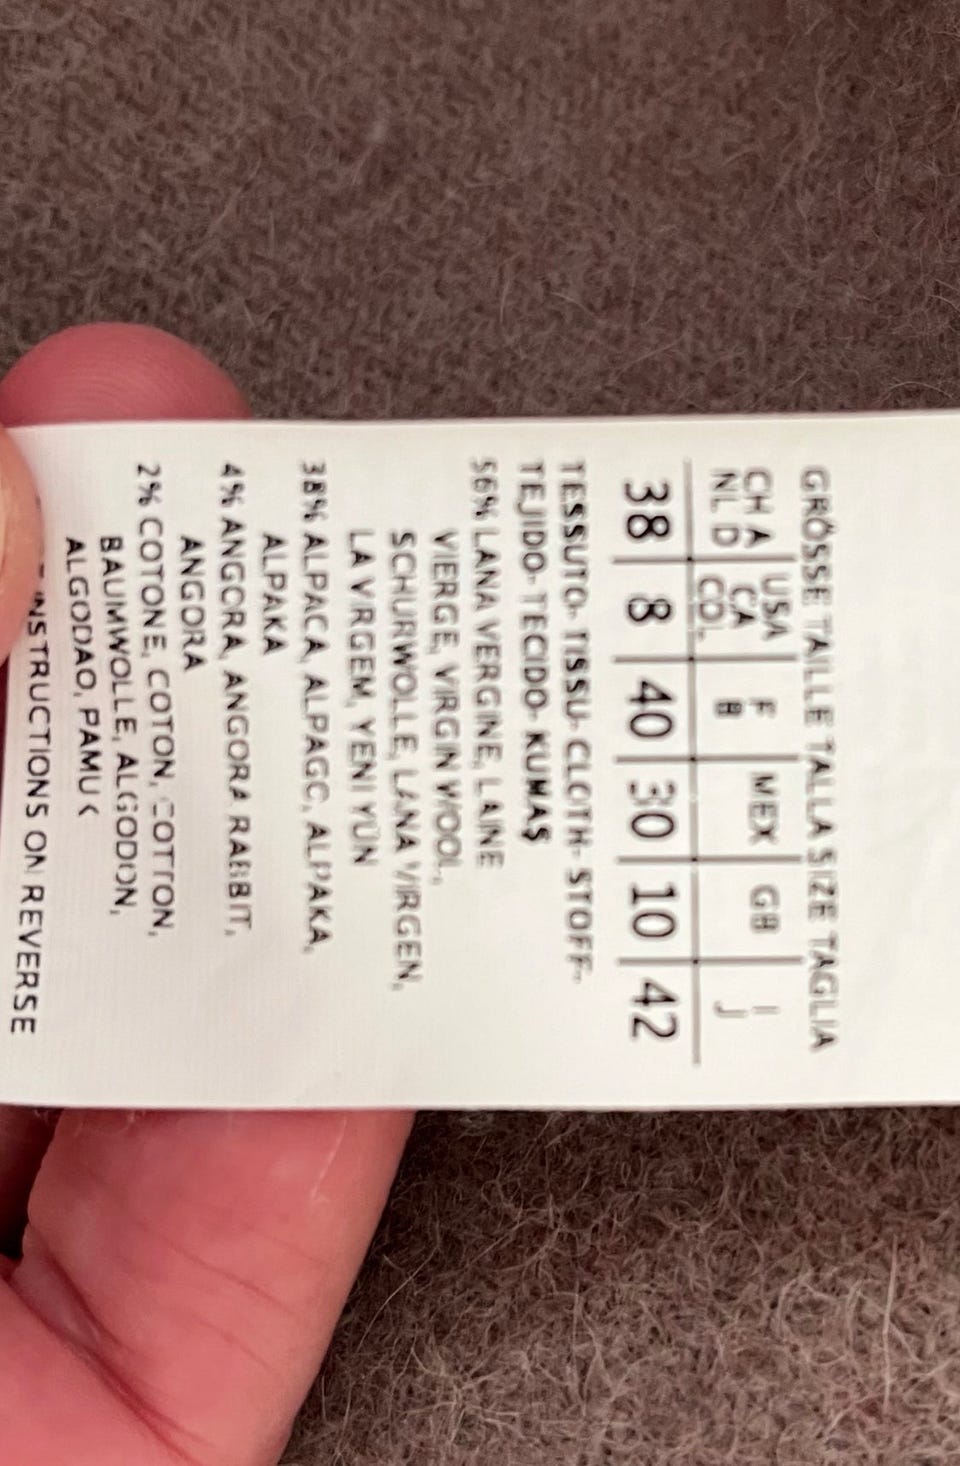 GRÖSSE TAILLE TALLA SIZE TAGLIA
CH A USA F MEX GB I
NL D CA B J
COL.
38 8 40 30 10 42
TESSUTO- TISSU- CLOTH- STOFF-
TEJIDO- TECIDO- KUMAŞ
56% LANA VERGINE, LAINE
VIERGE, VIRGIN WOOL,
SCHURWOLLE, LANA VIRGEN,
LA VIRGEM, YENI YÜN
38% ALPACA, ALPAGC, ALPAKA,
ALPAKA
4% ANGORA, ANGORA RABBIT,
ANGORA
2% COTONE, COTON, COTTON,
BAUMWOLLE, ALGODON,
ALGODAO, PAMUK
INSTRUCTIONS ON REVERSE